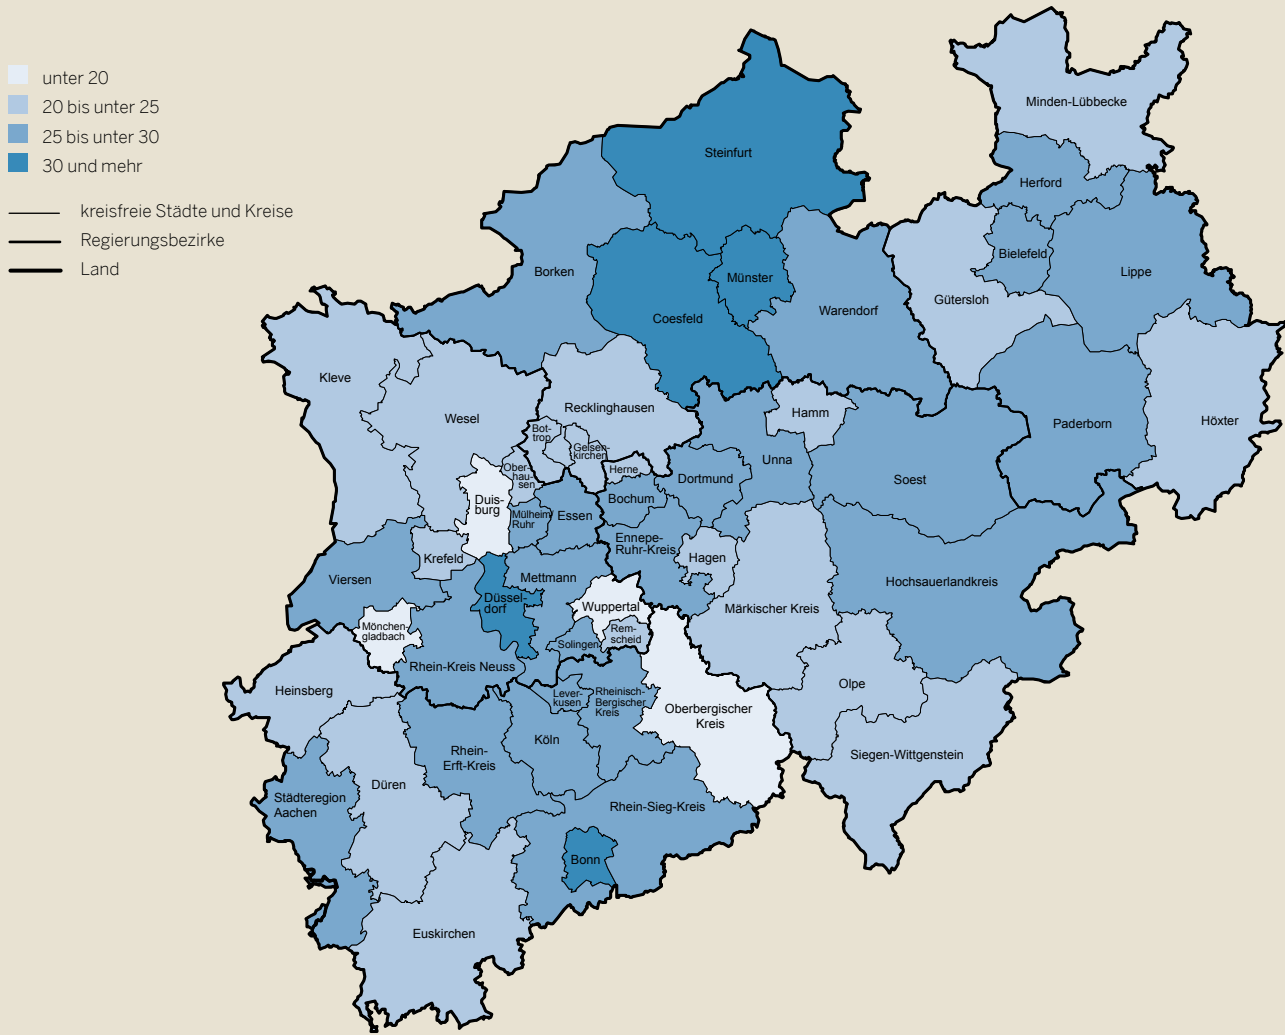 unter 20
20 bis unter 25
25 bis unter 30
30 und mehr
kreisfreie Städte und Kreise
Regierungsbezirke
Land
Minden-Lübbecke
Steinfurt
Herford
Bielefeld
Lippe
Borken
Münster
Gütersloh
Coesfeld
Warendorf
Kleve
Recklinghausen
Hamm
Wesel
Höxter
Paderborn
Bot-
trop
Gelsen-
kirchen
Unna
Herne
Ober-
hau-
sen
Dortmund
Soest
Duis-
burg
Bochum
Mülheim/
Ruhr
Essen
Ennepe-
Ruhr-Kreis
Krefeld
Hagen
Viersen
Mettmann
Hochsauerlandkreis
Düssel-
dorf
Wuppertal
Märkischer Kreis
Mönchen-
gladbach
Rem-
scheid
Solingen
Rhein-Kreis Neuss
Heinsberg
Olpe
Lever-
kusen
Rheinisch-
Bergischer
Kreis
Oberbergischer
Kreis
Köln
Rhein-
Erft-Kreis
Siegen-Wittgenstein
Düren
Städteregion
Aachen
Rhein-Sieg-Kreis
Bonn
Euskirchen